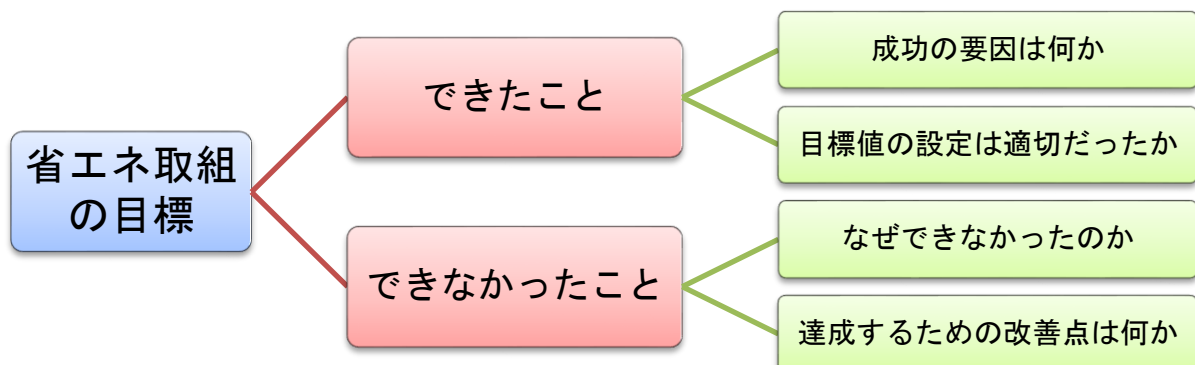 省エネ取組
の目標
できたこと
成功の要因は何か
目標値の設定は適切だったか
できなかったこと
なぜできなかったのか
達成するための改善点は何か